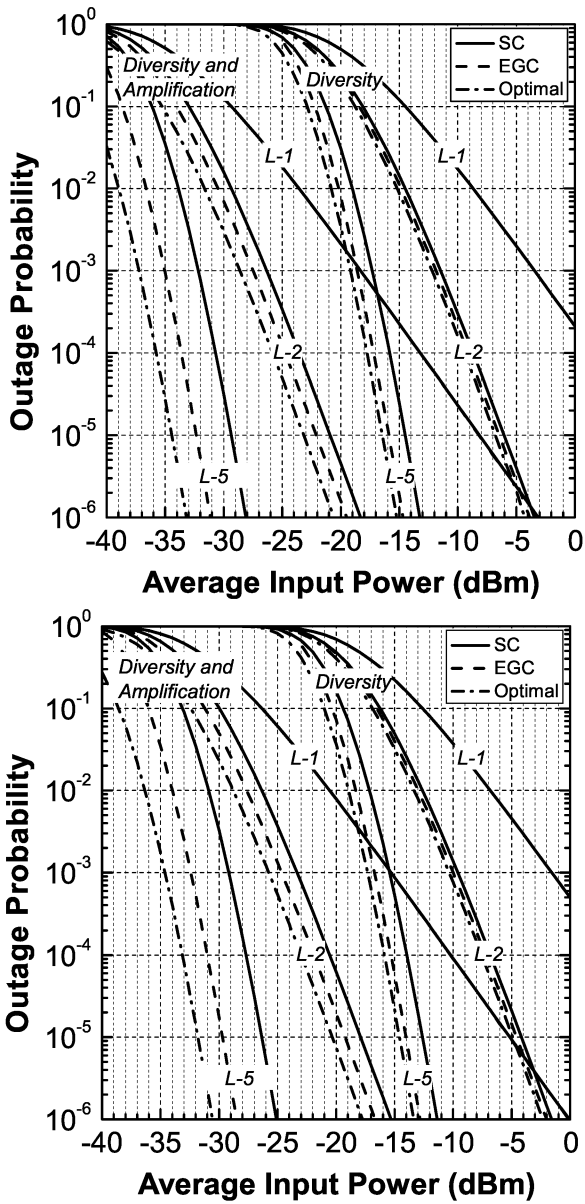 10^0
10^-1
10^-2
10^-3
10^-4
10^-5
10^-6
Outage Probability
SC
EGC
Optimal
Diversity and
Amplification
Diversity
L-1
L-1
L-2
L-2
L-5
L-5
-40 -35 -30 -25 -20 -15 -10 -5 0
Average Input Power (dBm)
10^0
10^-1
10^-2
10^-3
10^-4
10^-5
10^-6
Outage Probability
SC
EGC
Optimal
Diversity and
Amplification
Diversity
L-1
L-1
L-2
L-2
L-5
L-5
-40 -35 -30 -25 -20 -15 -10 -5 0
Average Input Power (dBm)